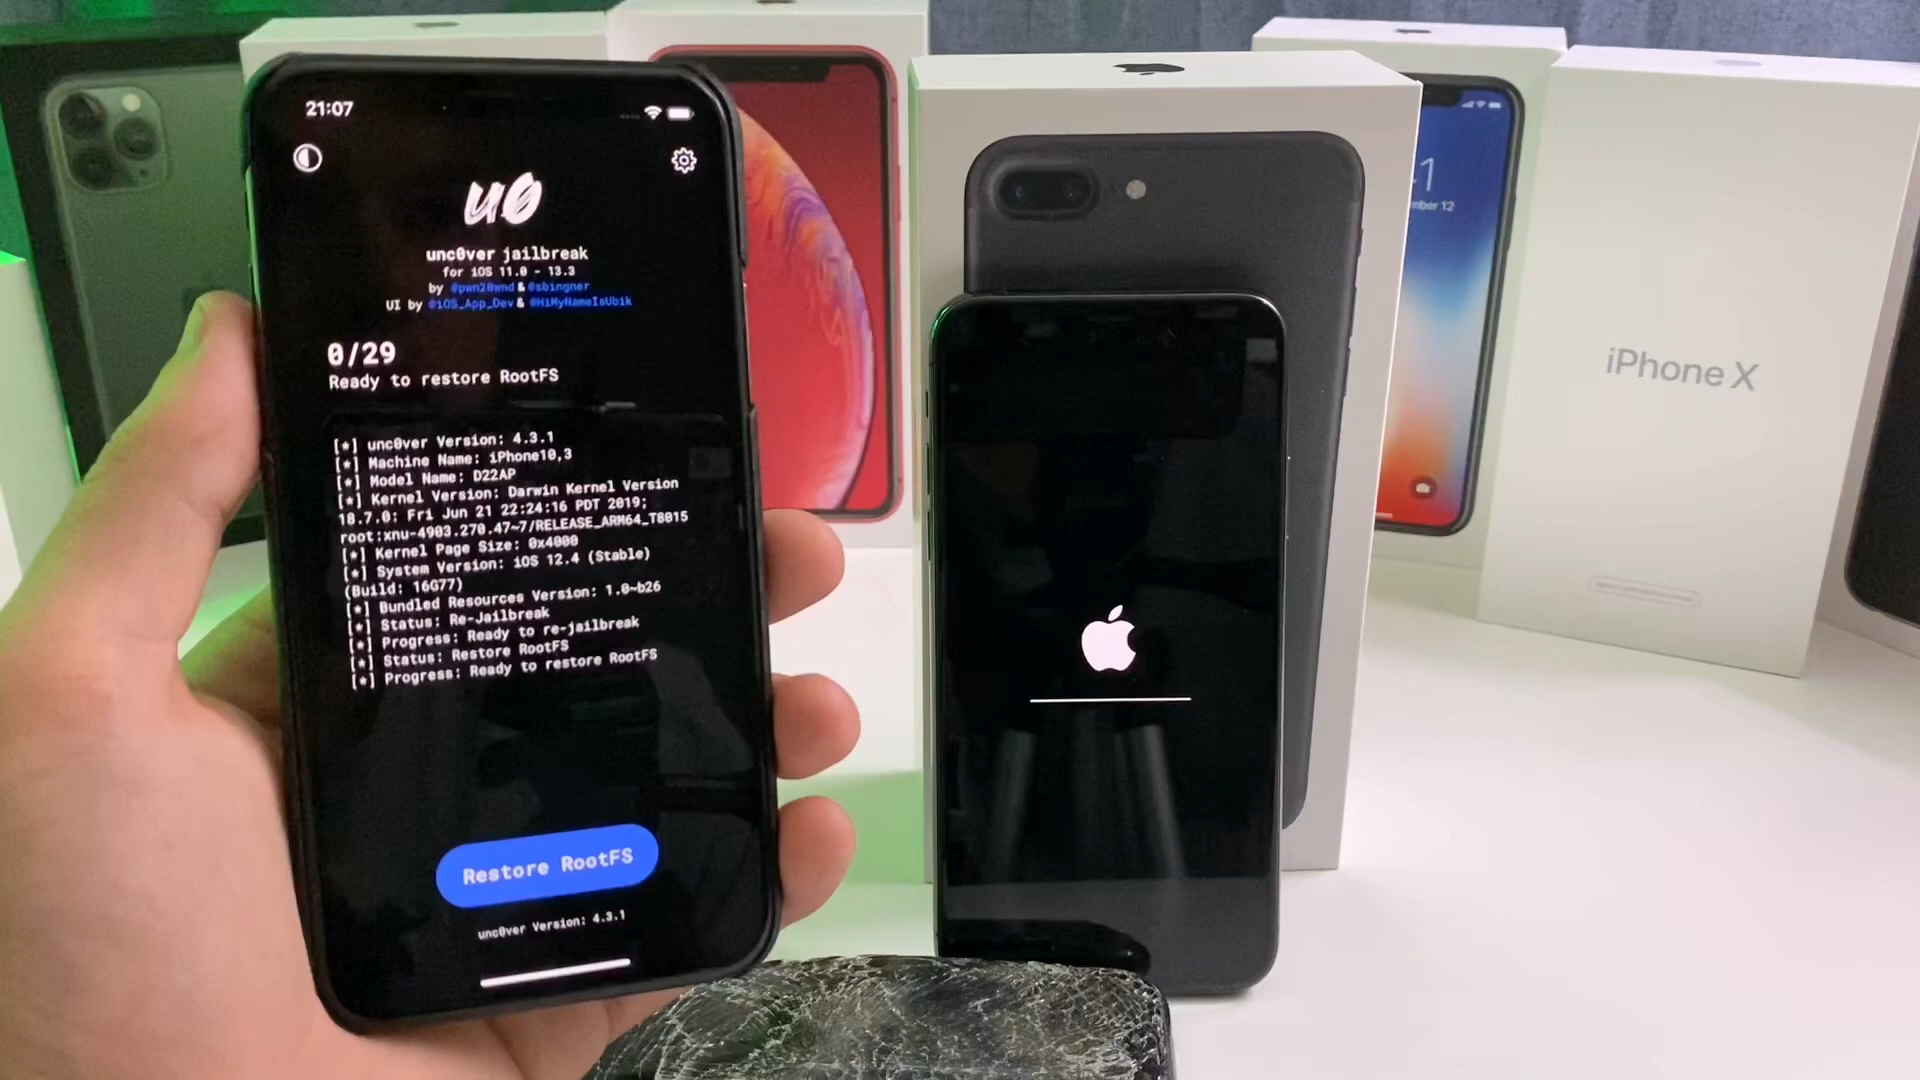 21:07
u0
unc0ver jailbreak
for iOS 11.0 - 13.3
by @pwn20wnd & @sbingner
UI by @iOS_App_Dev & @HiMyNameIsUbik
0/29
Ready to restore RootFS
[*] unc0ver Version: 4.3.1
[*] Machine Name: iPhone10,3
[*] Model Name: D22AP
[*] Kernel Version: Darwin Kernel Version
18.7.0: Fri Jun 21 22:24:16 PDT 2019;
root:xnu-4903.270.47~7/RELEASE_ARM64_T8015
[*] Kernel Page Size: 0x4000
[*] System Version: iOS 12.4 (Stable)
(Build: 16G77)
[*] Bundled Resources Version: 1.0~b26
[*] Status: Re-Jailbreak
[*] Progress: Ready to re-jailbreak
[*] Status: Restore RootFS
[*] Progress: Ready to restore RootFS
Restore RootFS
unc0ver Version: 4.3.1
mber 12
iPhone X